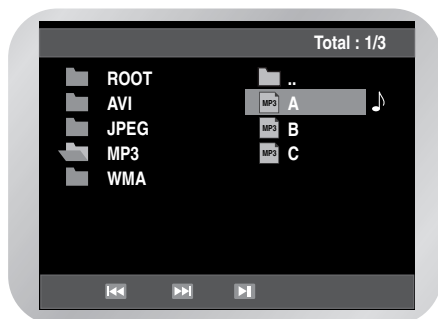 Total : 1/3
ROOT
AVI
JPEG
MP3
WMA
..
MP3 A
MP3 B
MP3 C